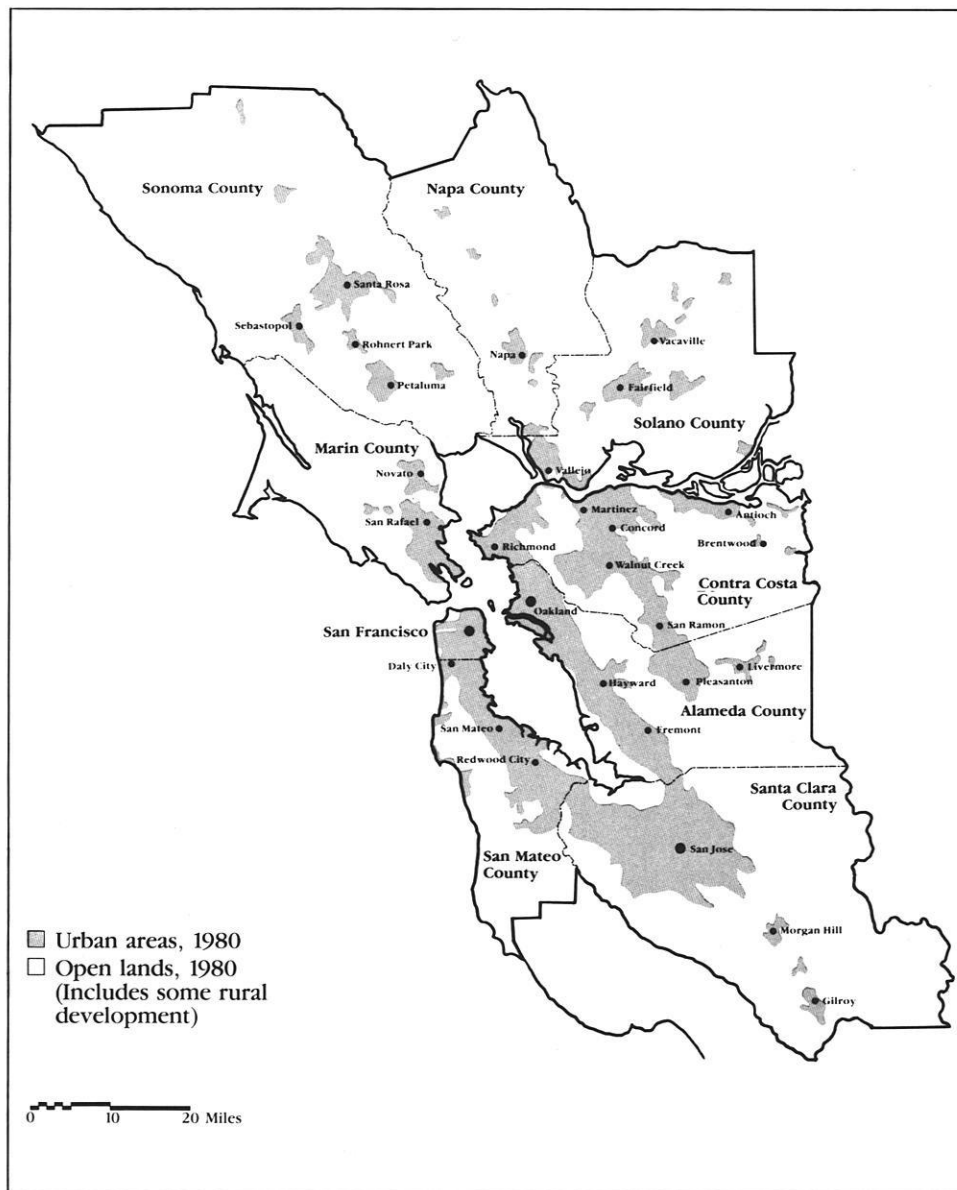 Sonoma County
Napa County
Santa Rosa
Sebastopol
Rohnert Park
Napa
Vacaville
Petaluma
Fairfield
Solano County
Marin County
Novato
Vallejo
San Rafael
Martinez
Antioch
Concord
Richmond
Brentwood
Walnut Creek
Contra Costa
County
Oakland
San Francisco
San Ramon
Daly City
Livermore
Hayward
Pleasanton
Alameda County
San Mateo
Fremont
Redwood City
Santa Clara
County
San Jose
San Mateo
County
Morgan Hill
Gilroy
Urban areas, 1980
Open lands, 1980
(Includes some rural
development)
0 10 20 Miles